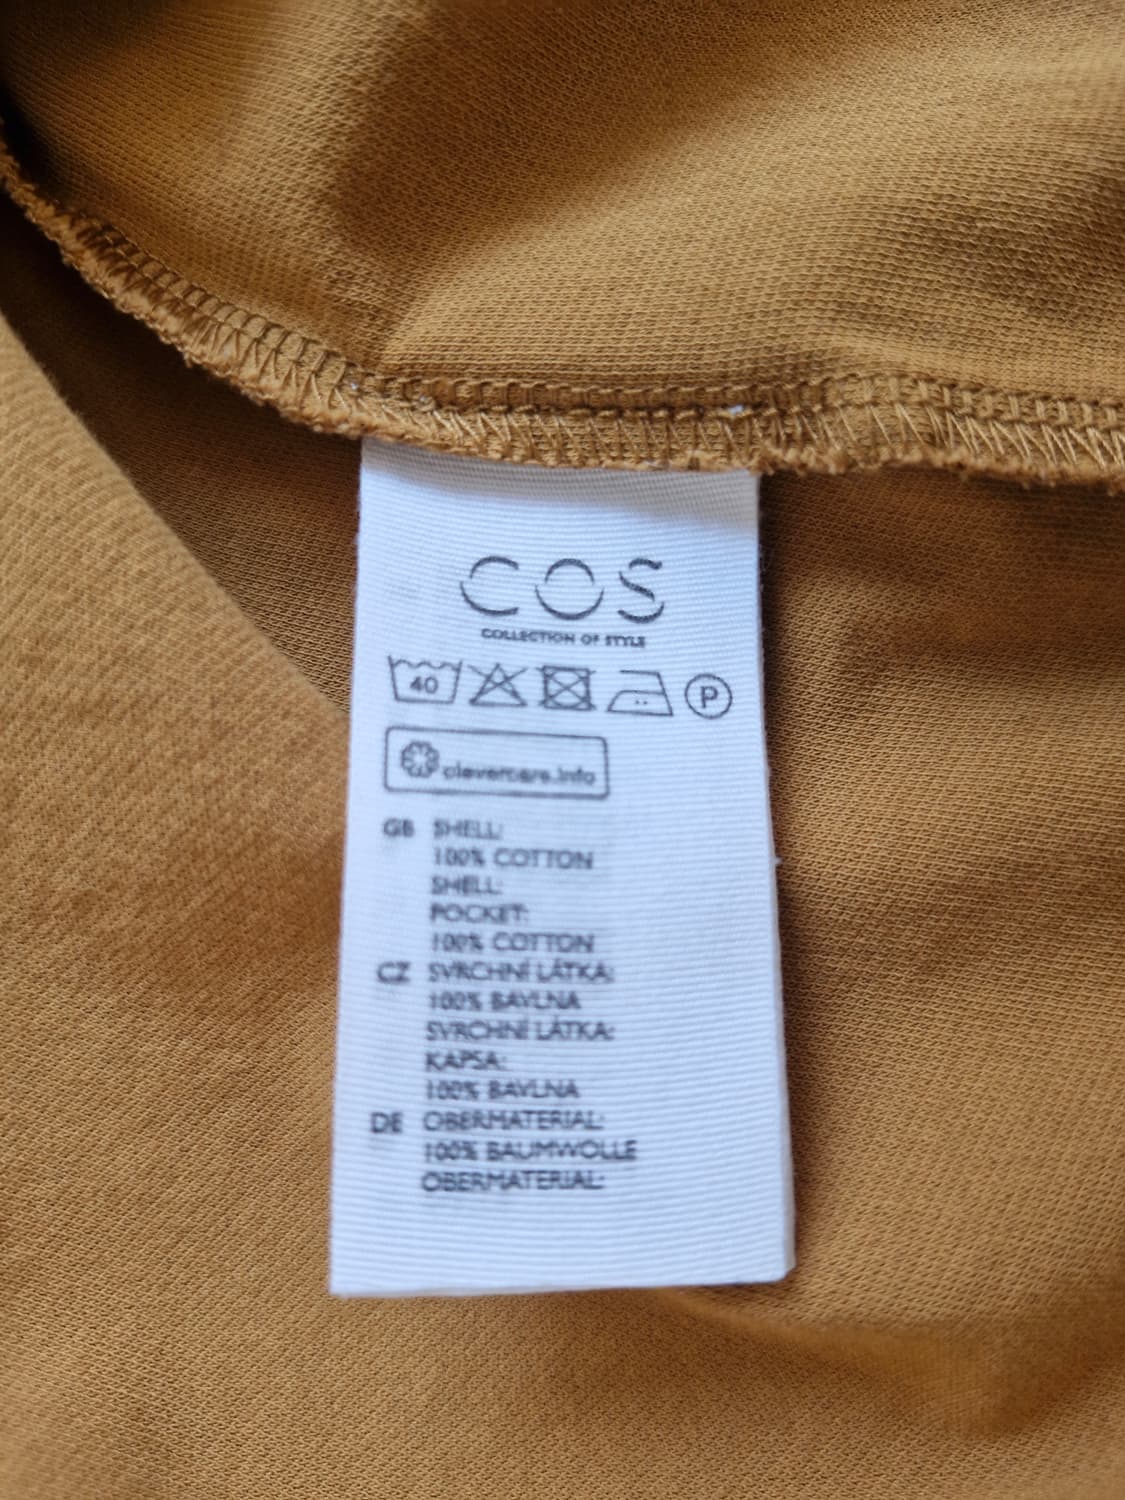 COS
COLLECTION OF STYLE
40 P
clevercare.info
GB SHELL:
100% COTTON
SHELL:
POCKET:
100% COTTON
CZ SVRCHNÍ LÁTKA:
100% BAVLNA
SVRCHNÍ LÁTKA:
KAPSA:
100% BAVLNA
DE OBERMATERIAL:
100% BAUMWOLLE
OBERMATERIAL: